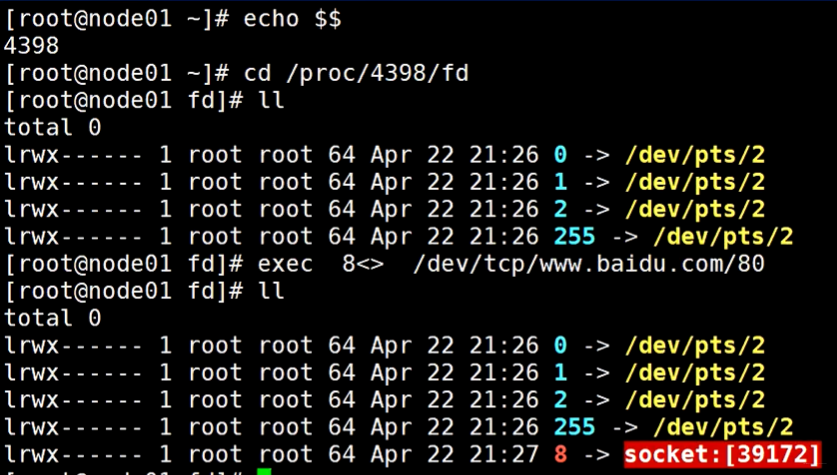 [root@node01 ~]# echo $$
4398
[root@node01 ~]# cd /proc/4398/fd
[root@node01 fd]# ll
total 0
lrwx------ 1 root root 64 Apr 22 21:26 0 -> /dev/pts/2
lrwx------ 1 root root 64 Apr 22 21:26 1 -> /dev/pts/2
lrwx------ 1 root root 64 Apr 22 21:26 2 -> /dev/pts/2
lrwx------ 1 root root 64 Apr 22 21:26 255 -> /dev/pts/2
[root@node01 fd]# exec  8<>  /dev/tcp/www.baidu.com/80
[root@node01 fd]# ll
total 0
lrwx------ 1 root root 64 Apr 22 21:26 0 -> /dev/pts/2
lrwx------ 1 root root 64 Apr 22 21:26 1 -> /dev/pts/2
lrwx------ 1 root root 64 Apr 22 21:26 2 -> /dev/pts/2
lrwx------ 1 root root 64 Apr 22 21:26 255 -> /dev/pts/2
lrwx------ 1 root root 64 Apr 22 21:27 8 -> socket:[39172]
[root@node01 fd]#